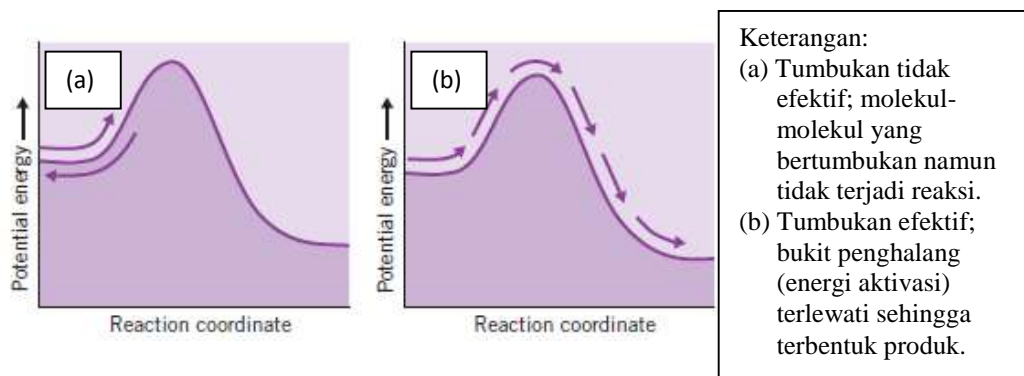 (a)
Potential energy
Reaction coordinate
(b)
Potential energy
Reaction coordinate
Keterangan:
(a) Tumbukan tidak
efektif; molekul-
molekul yang
bertumbukan namun
tidak terjadi reaksi.
(b) Tumbukan efektif;
bukit penghalang
(energi aktivasi)
terlewati sehingga
terbentuk produk.